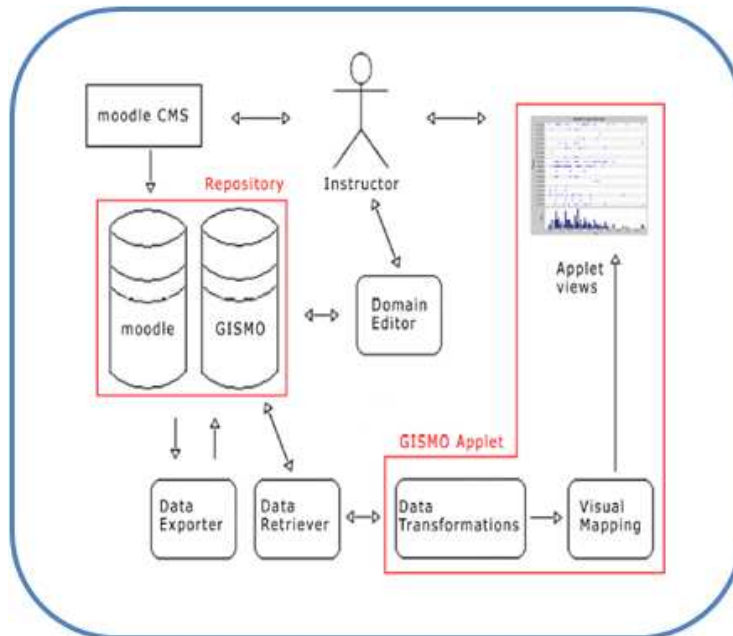 moodle CMS
Instructor
Repository
moodle
GISMO
Domain
Editor
Applet
views
GISMO Applet
Data
Exporter
Data
Retriever
Data
Transformations
Visual
Mapping